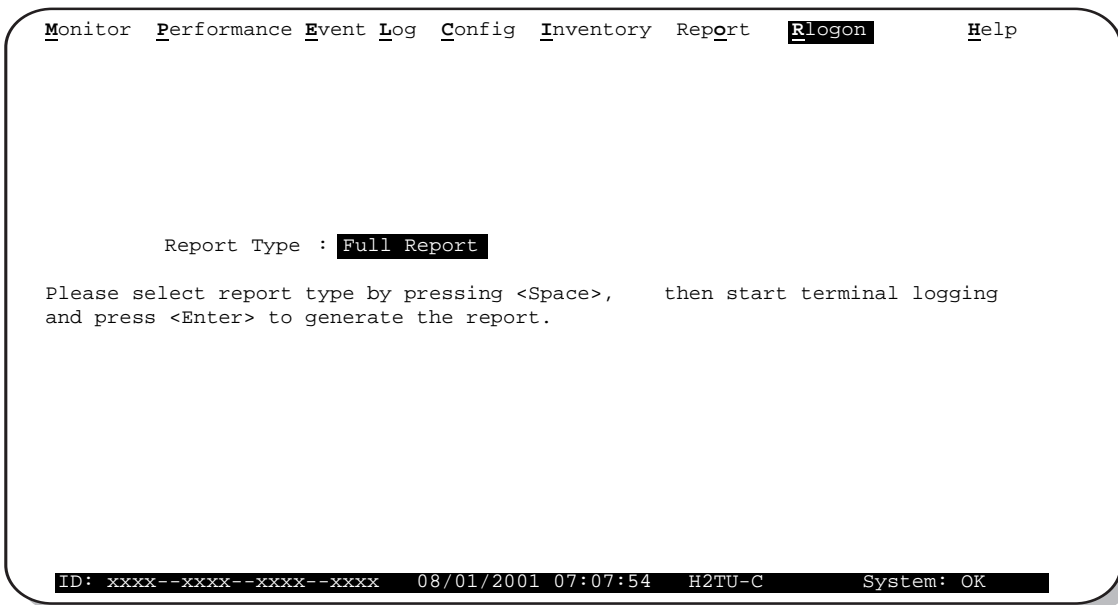 Monitor Performance Event Log Config Inventory Report Rlogon Help
Report Type : Full Report
Please select report type by pressing <Space>, then start terminal logging
and press <Enter> to generate the report.
ID: xxxx--xxxx--xxxx--xxxx 08/01/2001 07:07:54 H2TU-C System: OK